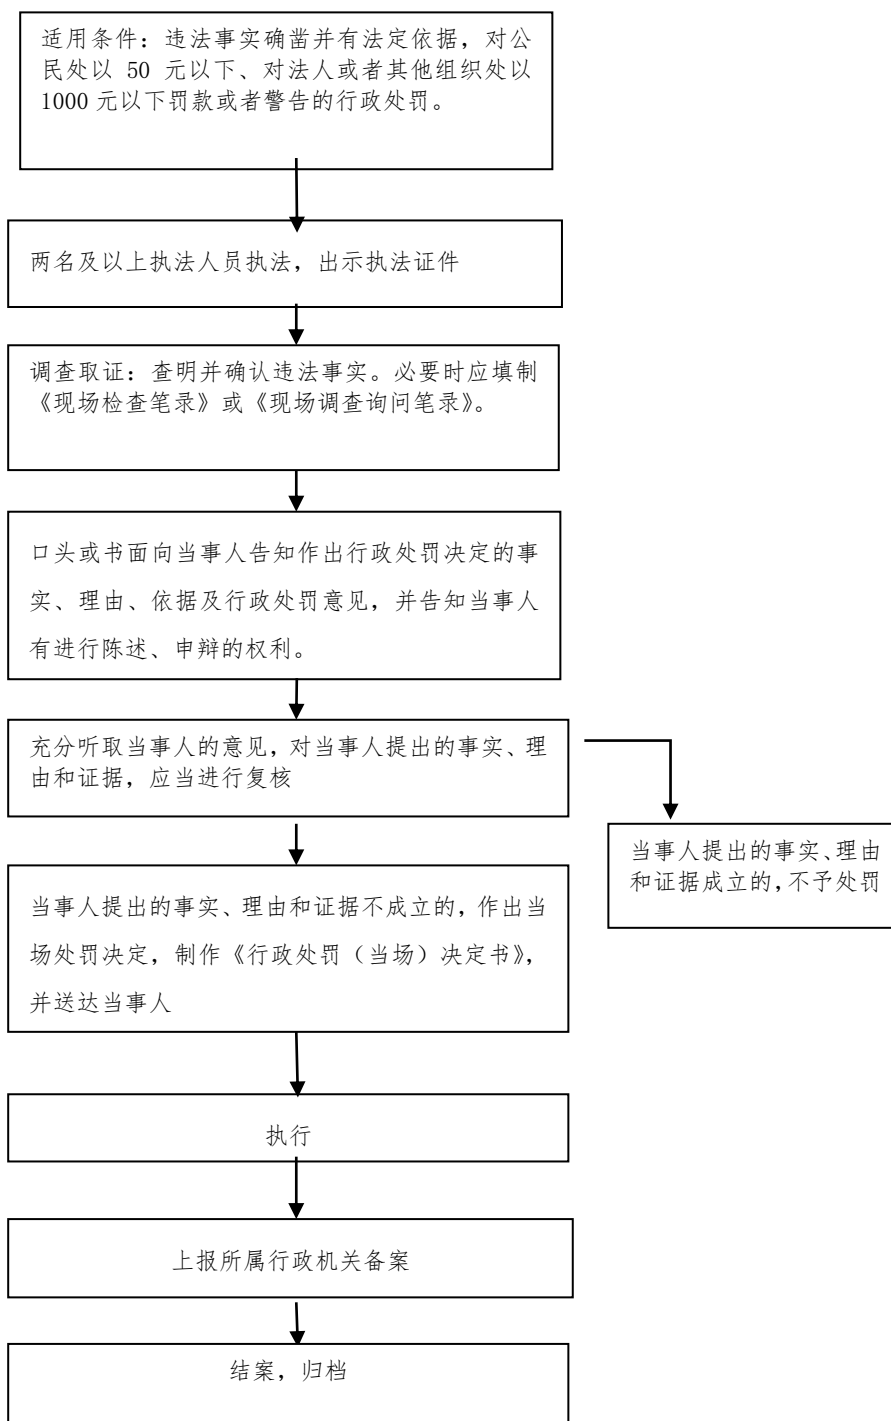 适用条件：违法事实确凿并有法定依据，对公
民处以 50 元以下、对法人或者其他组织处以
1000 元以下罚款或者警告的行政处罚。
两名及以上执法人员执法，出示执法证件
调查取证：查明并确认违法事实。必要时应填制
《现场检查笔录》或《现场调查询问笔录》。
口头或书面向当事人告知作出行政处罚决定的事
实、理由、依据及行政处罚意见，并告知当事人
有进行陈述、申辩的权利。
充分听取当事人的意见，对当事人提出的事实、理
由和证据，应当进行复核
当事人提出的事实、理由
和证据成立的，不予处罚
当事人提出的事实、理由和证据不成立的，作出当
场处罚决定，制作《行政处罚（当场）决定书》，
并送达当事人
执行
上报所属行政机关备案
结案，归档